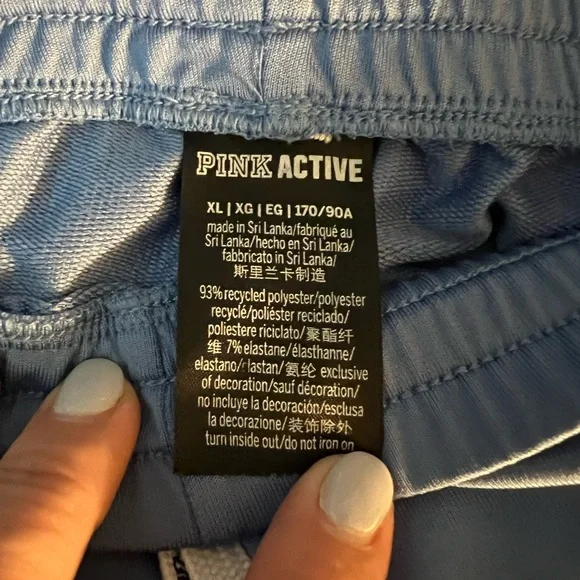 PINK ACTIVE
XL | XG | EG | 170/90A
made in Sri Lanka/fabriqué au
Sri Lanka/hecho en Sri Lanka/
fabbricato in Sri Lanka/
斯里兰卡制造
93% recycled polyester/polyester
recyclé/poliéster reciclado/
poliestere riciclato/聚酯纤
维 7% elastane/élasthanne/
elastano/elastan/氨纶 exclusive
of decoration/sauf décoration/
no incluye la decoración/esclusa
la decorazione/装饰除外
turn inside out/do not iron on